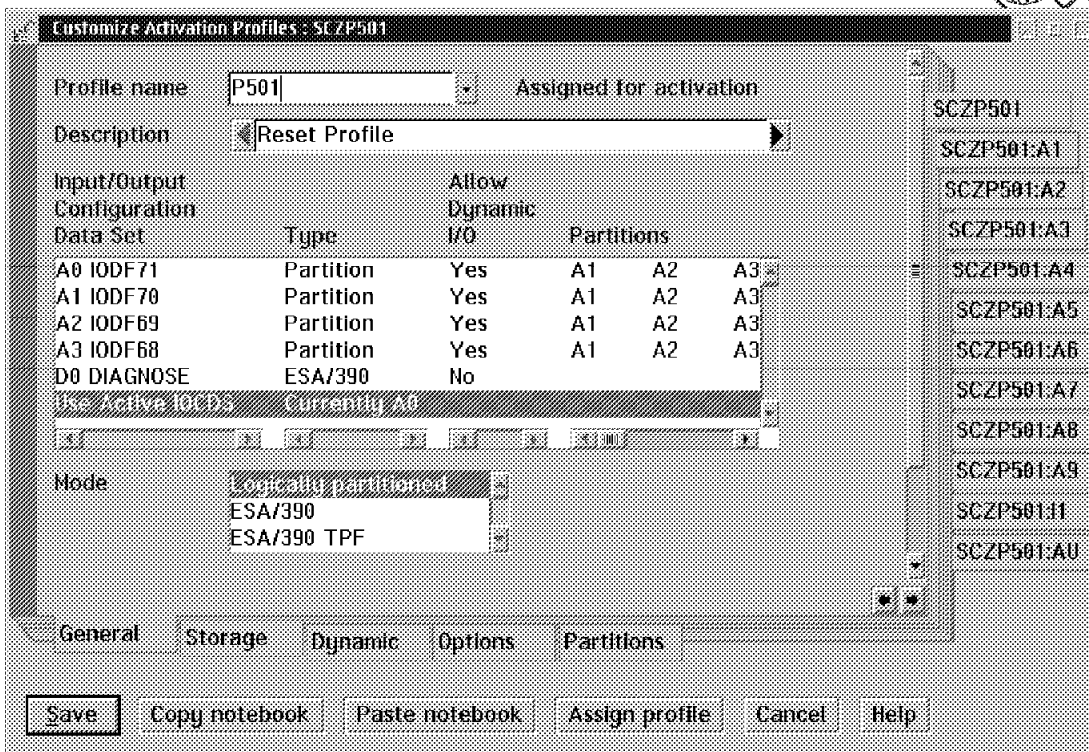 Customize Activation Profiles : SCZP501
Profile name P501 Assigned for activation
Description Reset Profile
Input/Output Allow
Configuration Dynamic
Data Set Type I/O Partitions
A0 IODF71 Partition Yes A1 A2 A3
A1 IODF70 Partition Yes A1 A2 A3
A2 IODF69 Partition Yes A1 A2 A3
A3 IODF68 Partition Yes A1 A2 A3
D0 DIAGNOSE ESA/390 No
Use Active IOCDS Currently A0
Mode Logically partitioned
ESA/390
ESA/390 TPF
General Storage Dynamic Options Partitions
Save Copy notebook Paste notebook Assign profile Cancel Help
SCZP501
SCZP501:A1
SCZP501:A2
SCZP501:A3
SCZP501:A4
SCZP501:A5
SCZP501:A6
SCZP501:A7
SCZP501:A8
SCZP501:A9
SCZP501:I1
SCZP501:AU